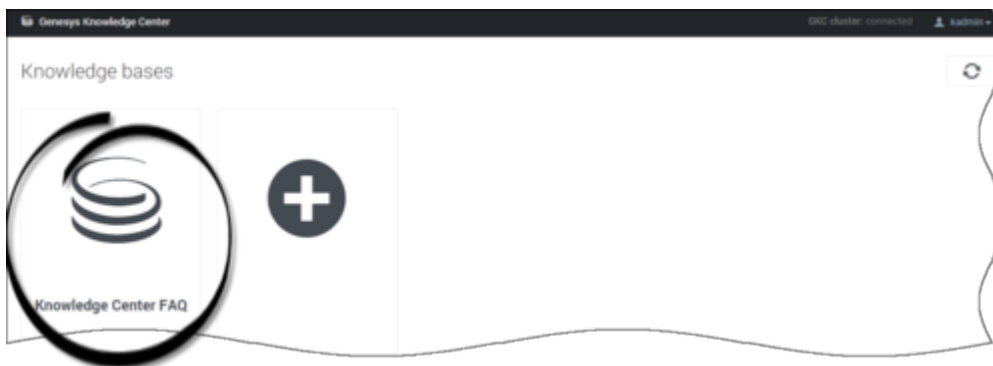 Genesys Knowledge Center
GKC cluster: connected
kadmin
Knowledge bases
Knowledge Center FAQ